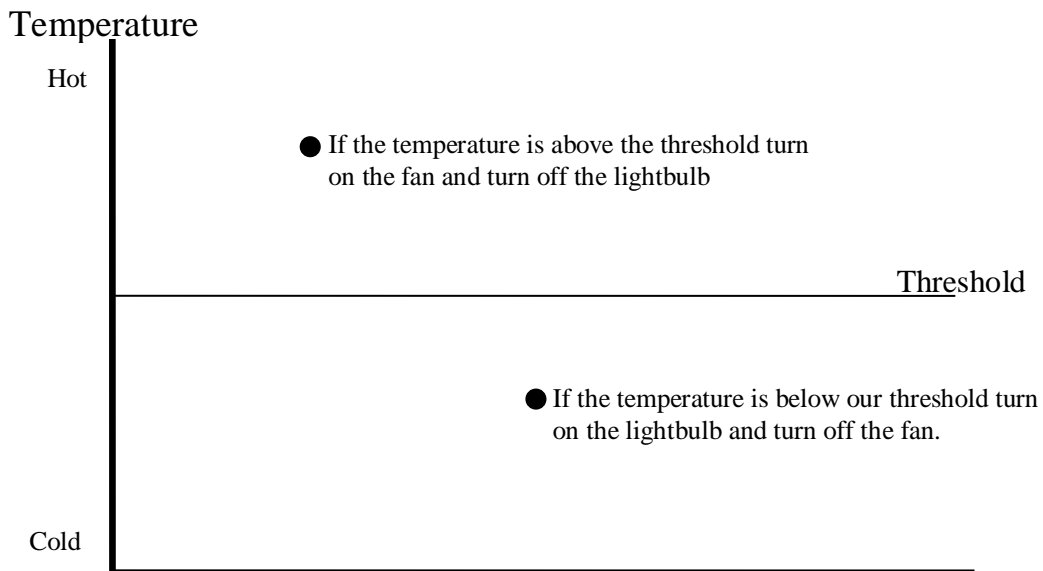 Temperature
Hot
If the temperature is above the threshold turn
on the fan and turn off the lightbulb
Threshold
If the temperature is below our threshold turn
on the lightbulb and turn off the fan.
Cold